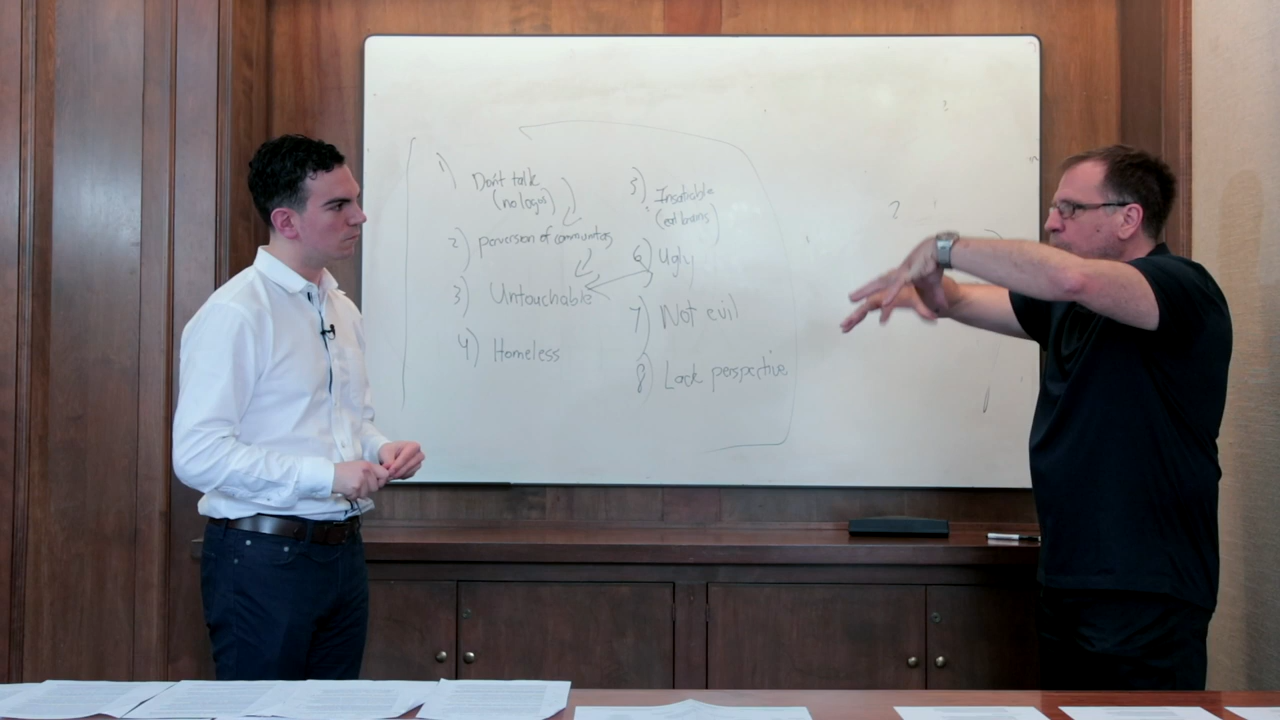 1) Don't talk
(no logos)
2) perversion of communitas
3) Untouchable
4) Homeless
5) Insatiable
(eat brains)
6) Ugly
7) Not evil
8) Lack perspective
?